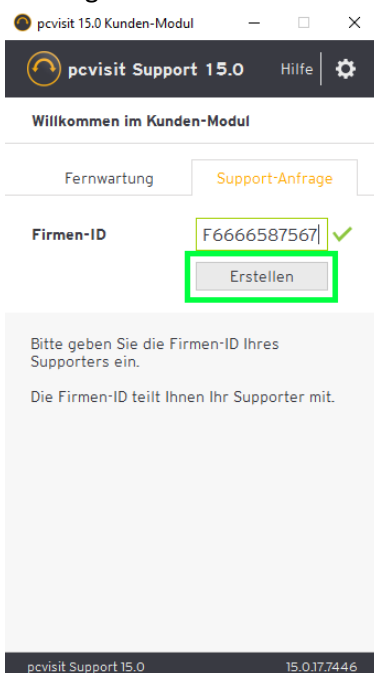 pcvisit 15.0 Kunden-Modul
pcvisit Support 15.0 Hilfe
Willkommen im Kunden-Modul
Fernwartung Support-Anfrage
Firmen-ID F6666587567
Erstellen
Bitte geben Sie die Firmen-ID Ihres
Supporters ein.
Die Firmen-ID teilt Ihnen Ihr Supporter mit.
pcvisit Support 15.0 15.0.17.7446